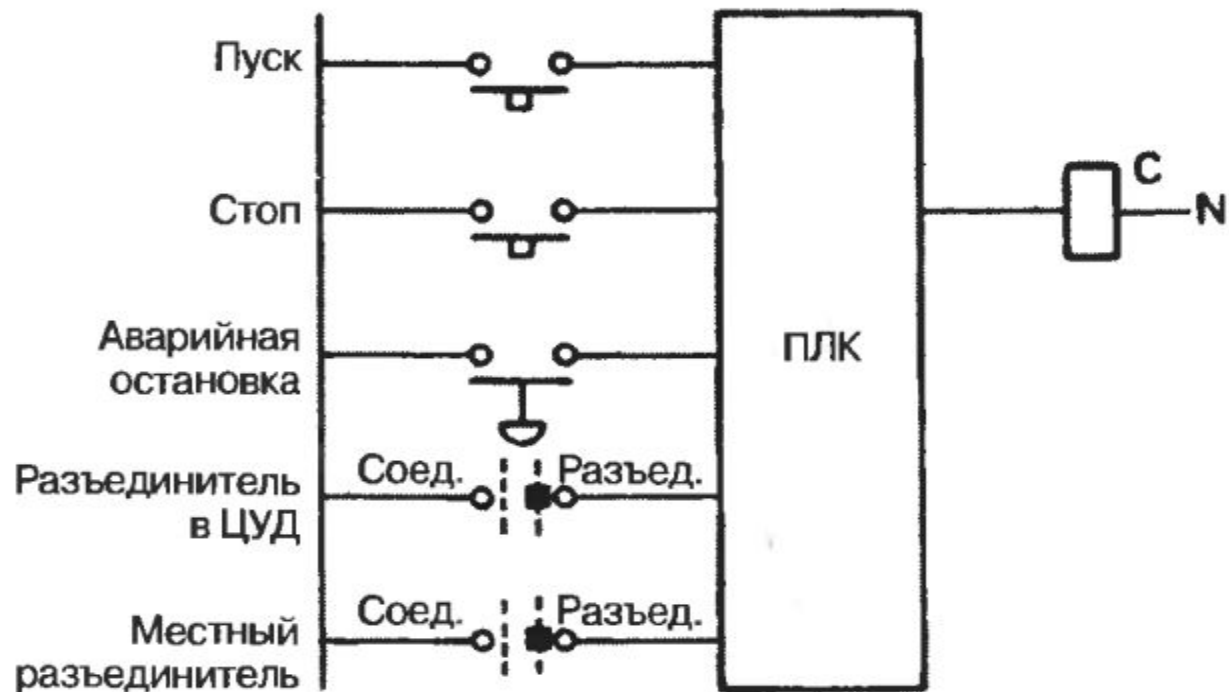 Пуск
Стоп
C
N
Аварийная
остановка
ПЛК
Соед.
Разъед.
Разъединитель
в ЦУД
Соед.
Разъед.
Местный
разъединитель